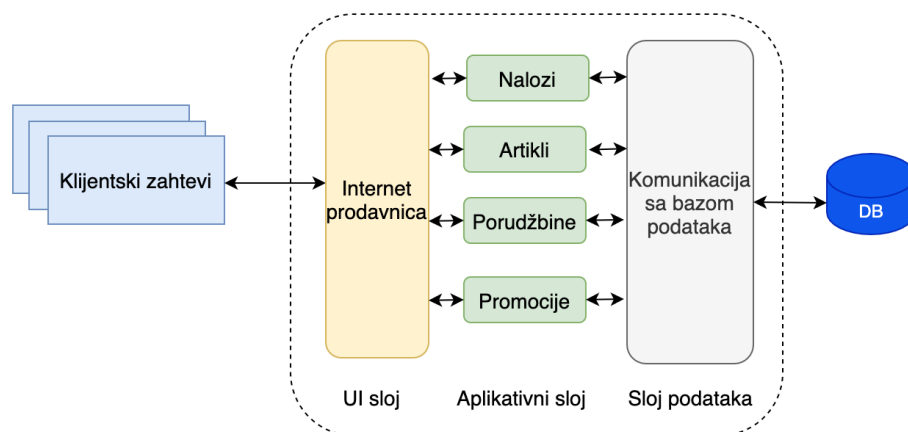 Klijentski zahtevi
Internet
prodavnica
Nalozi
Artikli
Porudžbine
Promocije
Komunikacija
sa bazom
podataka
DB
UI sloj
Aplikativni sloj
Sloj podataka